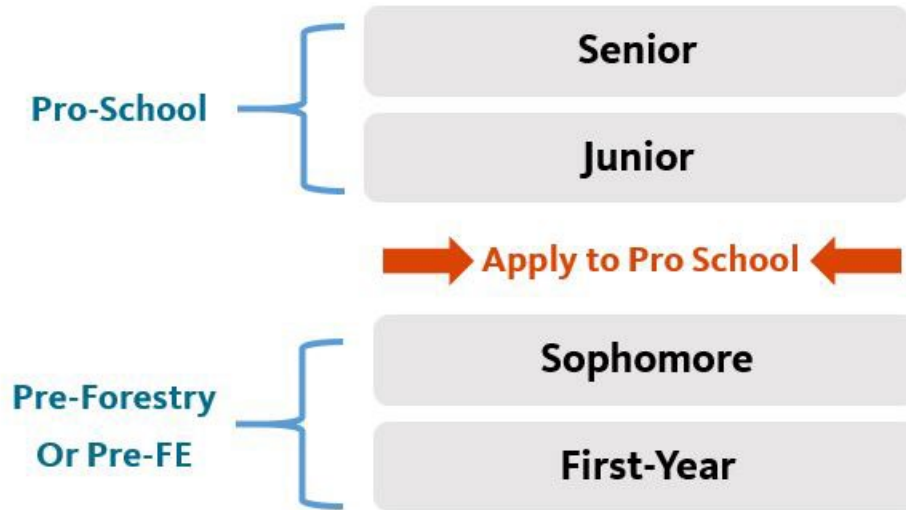 Senior
Pro-School
Junior
Apply to Pro School
Sophomore
Pre-Forestry
Or Pre-FE
First-Year